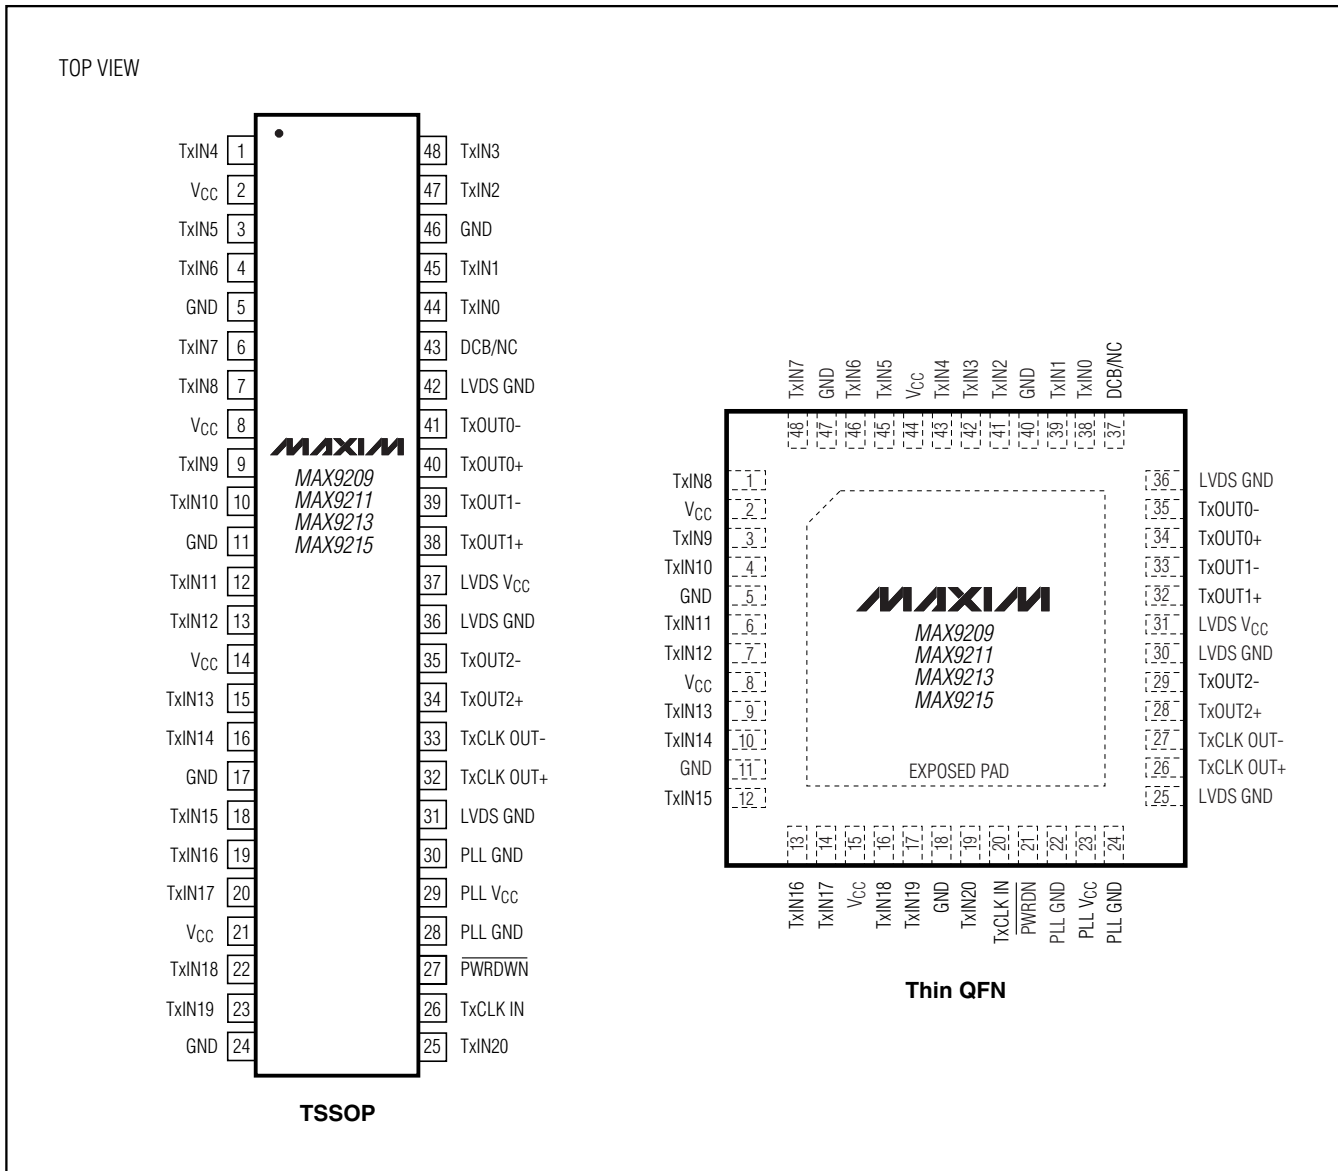 TOP VIEW
TxIN4 1
VCC 2
TxIN5 3
TxIN6 4
GND 5
TxIN7 6
TxIN8 7
VCC 8
TxIN9 9
TxIN10 10
GND 11
TxIN11 12
TxIN12 13
VCC 14
TxIN13 15
TxIN14 16
GND 17
TxIN15 18
TxIN16 19
TxIN17 20
VCC 21
TxIN18 22
TxIN19 23
GND 24
MAXIM
MAX9209
MAX9211
MAX9213
MAX9215
48 TxIN3
47 TxIN2
46 GND
45 TxIN1
44 TxIN0
43 DCB/NC
42 LVDS GND
41 TxOUT0-
40 TxOUT0+
39 TxOUT1-
38 TxOUT1+
37 LVDS VCC
36 LVDS GND
35 TxOUT2-
34 TxOUT2+
33 TxCLK OUT-
32 TxCLK OUT+
31 LVDS GND
30 PLL GND
29 PLL VCC
28 PLL GND
27 PWRDWN
26 TxCLK IN
25 TxIN20
TSSOP
TxIN7 48
GND 47
TxIN6 46
TxIN5 45
VCC 44
TxIN4 43
TxIN3 42
TxIN2 41
GND 40
TxIN1 39
TxIN0 38
DCB/NC 37
TxIN8 1
VCC 2
TxIN9 3
TxIN10 4
GND 5
TxIN11 6
TxIN12 7
VCC 8
TxIN13 9
TxIN14 10
GND 11
TxIN15 12
MAXIM
MAX9209
MAX9211
MAX9213
MAX9215
EXPOSED PAD
36 LVDS GND
35 TxOUT0-
34 TxOUT0+
33 TxOUT1-
32 TxOUT1+
31 LVDS VCC
30 LVDS GND
29 TxOUT2-
28 TxOUT2+
27 TxCLK OUT-
26 TxCLK OUT+
25 LVDS GND
TxIN16 13
TxIN17 14
VCC 15
TxIN18 16
TxIN19 17
GND 18
TxIN20 19
TxCLK IN 20
PWRDN 21
PLL GND 22
PLL VCC 23
PLL GND 24
Thin QFN